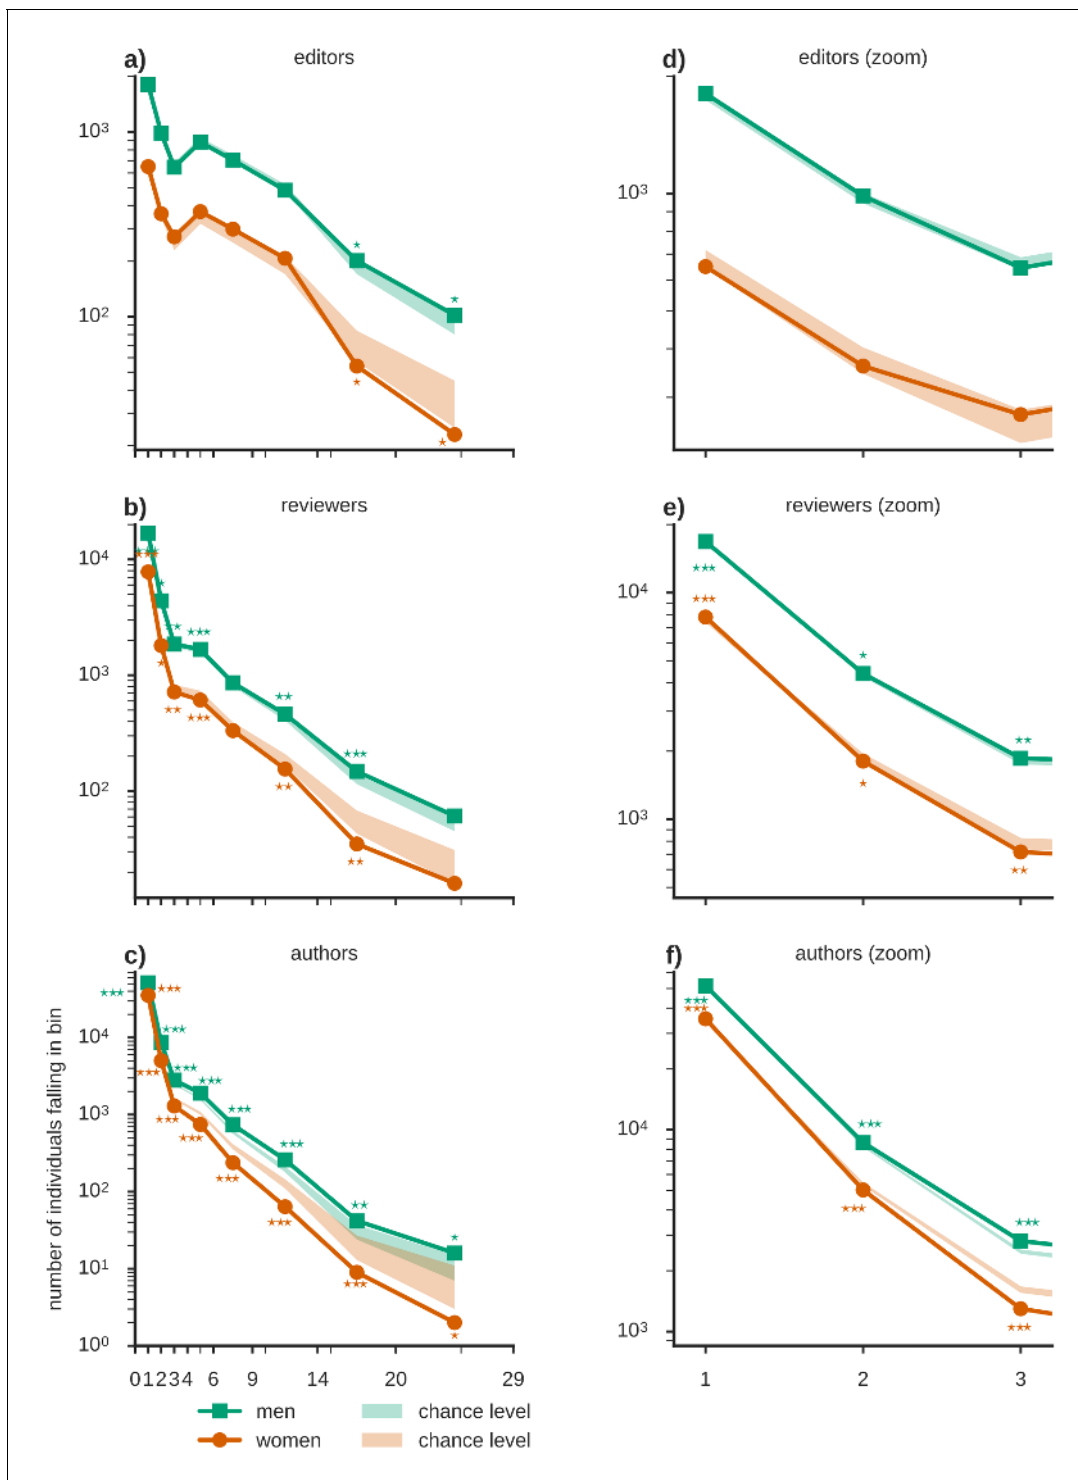 a) editors
10³
10²
d) editors (zoom)
10³
b) reviewers
10⁴
10³
10²
e) reviewers (zoom)
10⁴
10³
c) authors
number of individuals falling in bin
10⁴
10³
10²
10¹
10⁰
0 1 2 3 4 6 9 14 20 29
f) authors (zoom)
10⁴
10³
1 2 3
men chance level
women chance level